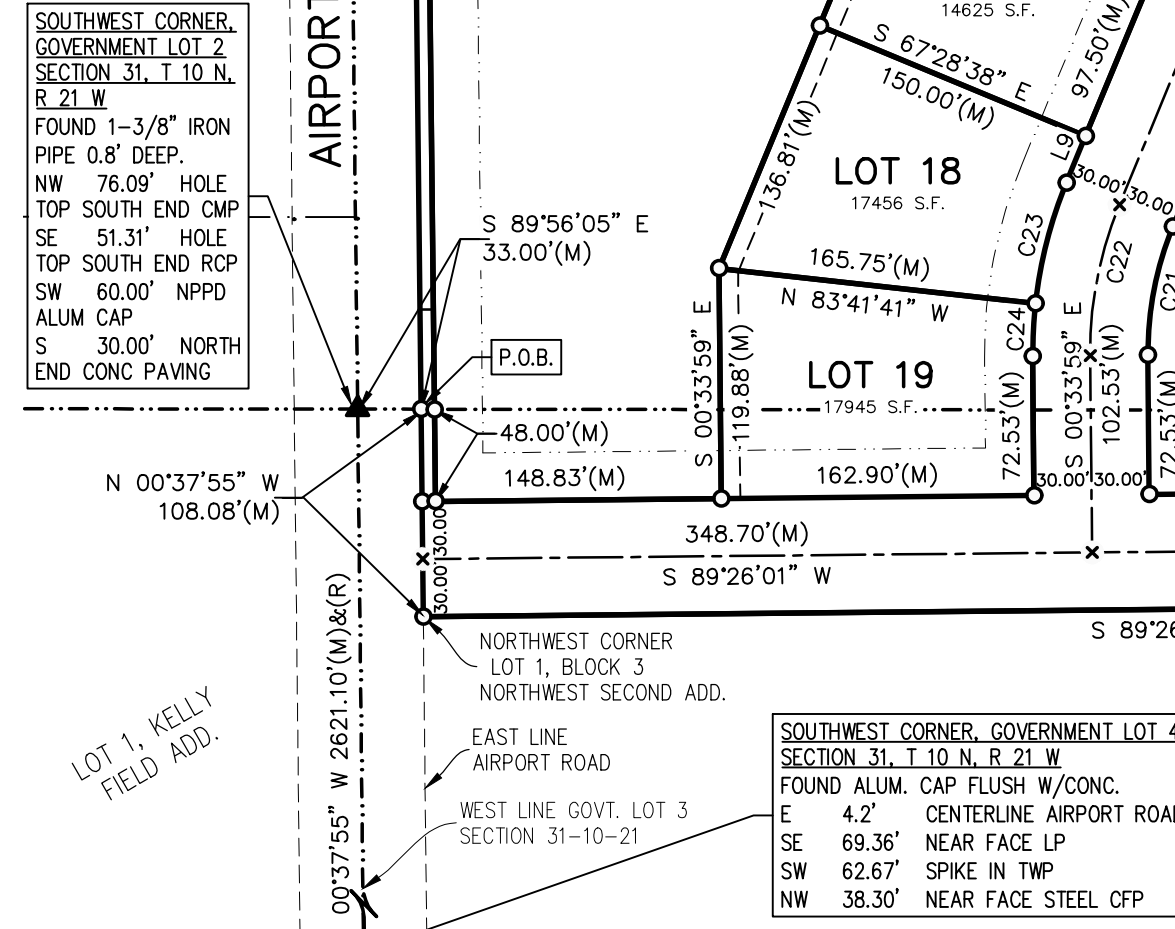 SOUTHWEST CORNER,
GOVERNMENT LOT 2
SECTION 31, T 10 N,
R 21 W
FOUND 1-3/8" IRON
PIPE 0.8' DEEP.
NW 76.09' HOLE
TOP SOUTH END CMP
SE 51.31' HOLE
TOP SOUTH END RCP
SW 60.00' NPPD
ALUM CAP
S 30.00' NORTH
END CONC PAVING
AIRPORT
14625 S.F.
S 67°28'38" E
150.00'(M)
97.50'(M)
L9
136.81'(M)
LOT 18
17456 S.F.
30.00' 30.00'
C23
C22
C21
S 89°56'05" E
33.00'(M)
165.75'(M)
N 83°41'41" W
C24
P.O.B.
S 00°33'59" E
119.88'(M)
LOT 19
17945 S.F.
72.53'(M)
S 00°33'59" E
102.53'(M)
72.53'(M)
48.00'(M)
148.83'(M)
162.90'(M)
30.00' 30.00'
N 00°37'55" W
108.08'(M)
30.00' 30.00'
348.70'(M)
S 89°26'01" W
S 89°26
NORTHWEST CORNER
LOT 1, BLOCK 3
NORTHWEST SECOND ADD.
00°37'55" W 2621.10'(M)&(R)
LOT 1, KELLY
FIELD ADD.
EAST LINE
AIRPORT ROAD
WEST LINE GOVT. LOT 3
SECTION 31-10-21
SOUTHWEST CORNER, GOVERNMENT LOT 4
SECTION 31, T 10 N, R 21 W
FOUND ALUM. CAP FLUSH W/CONC.
E 4.2' CENTERLINE AIRPORT ROAD
SE 69.36' NEAR FACE LP
SW 62.67' SPIKE IN TWP
NW 38.30' NEAR FACE STEEL CFP